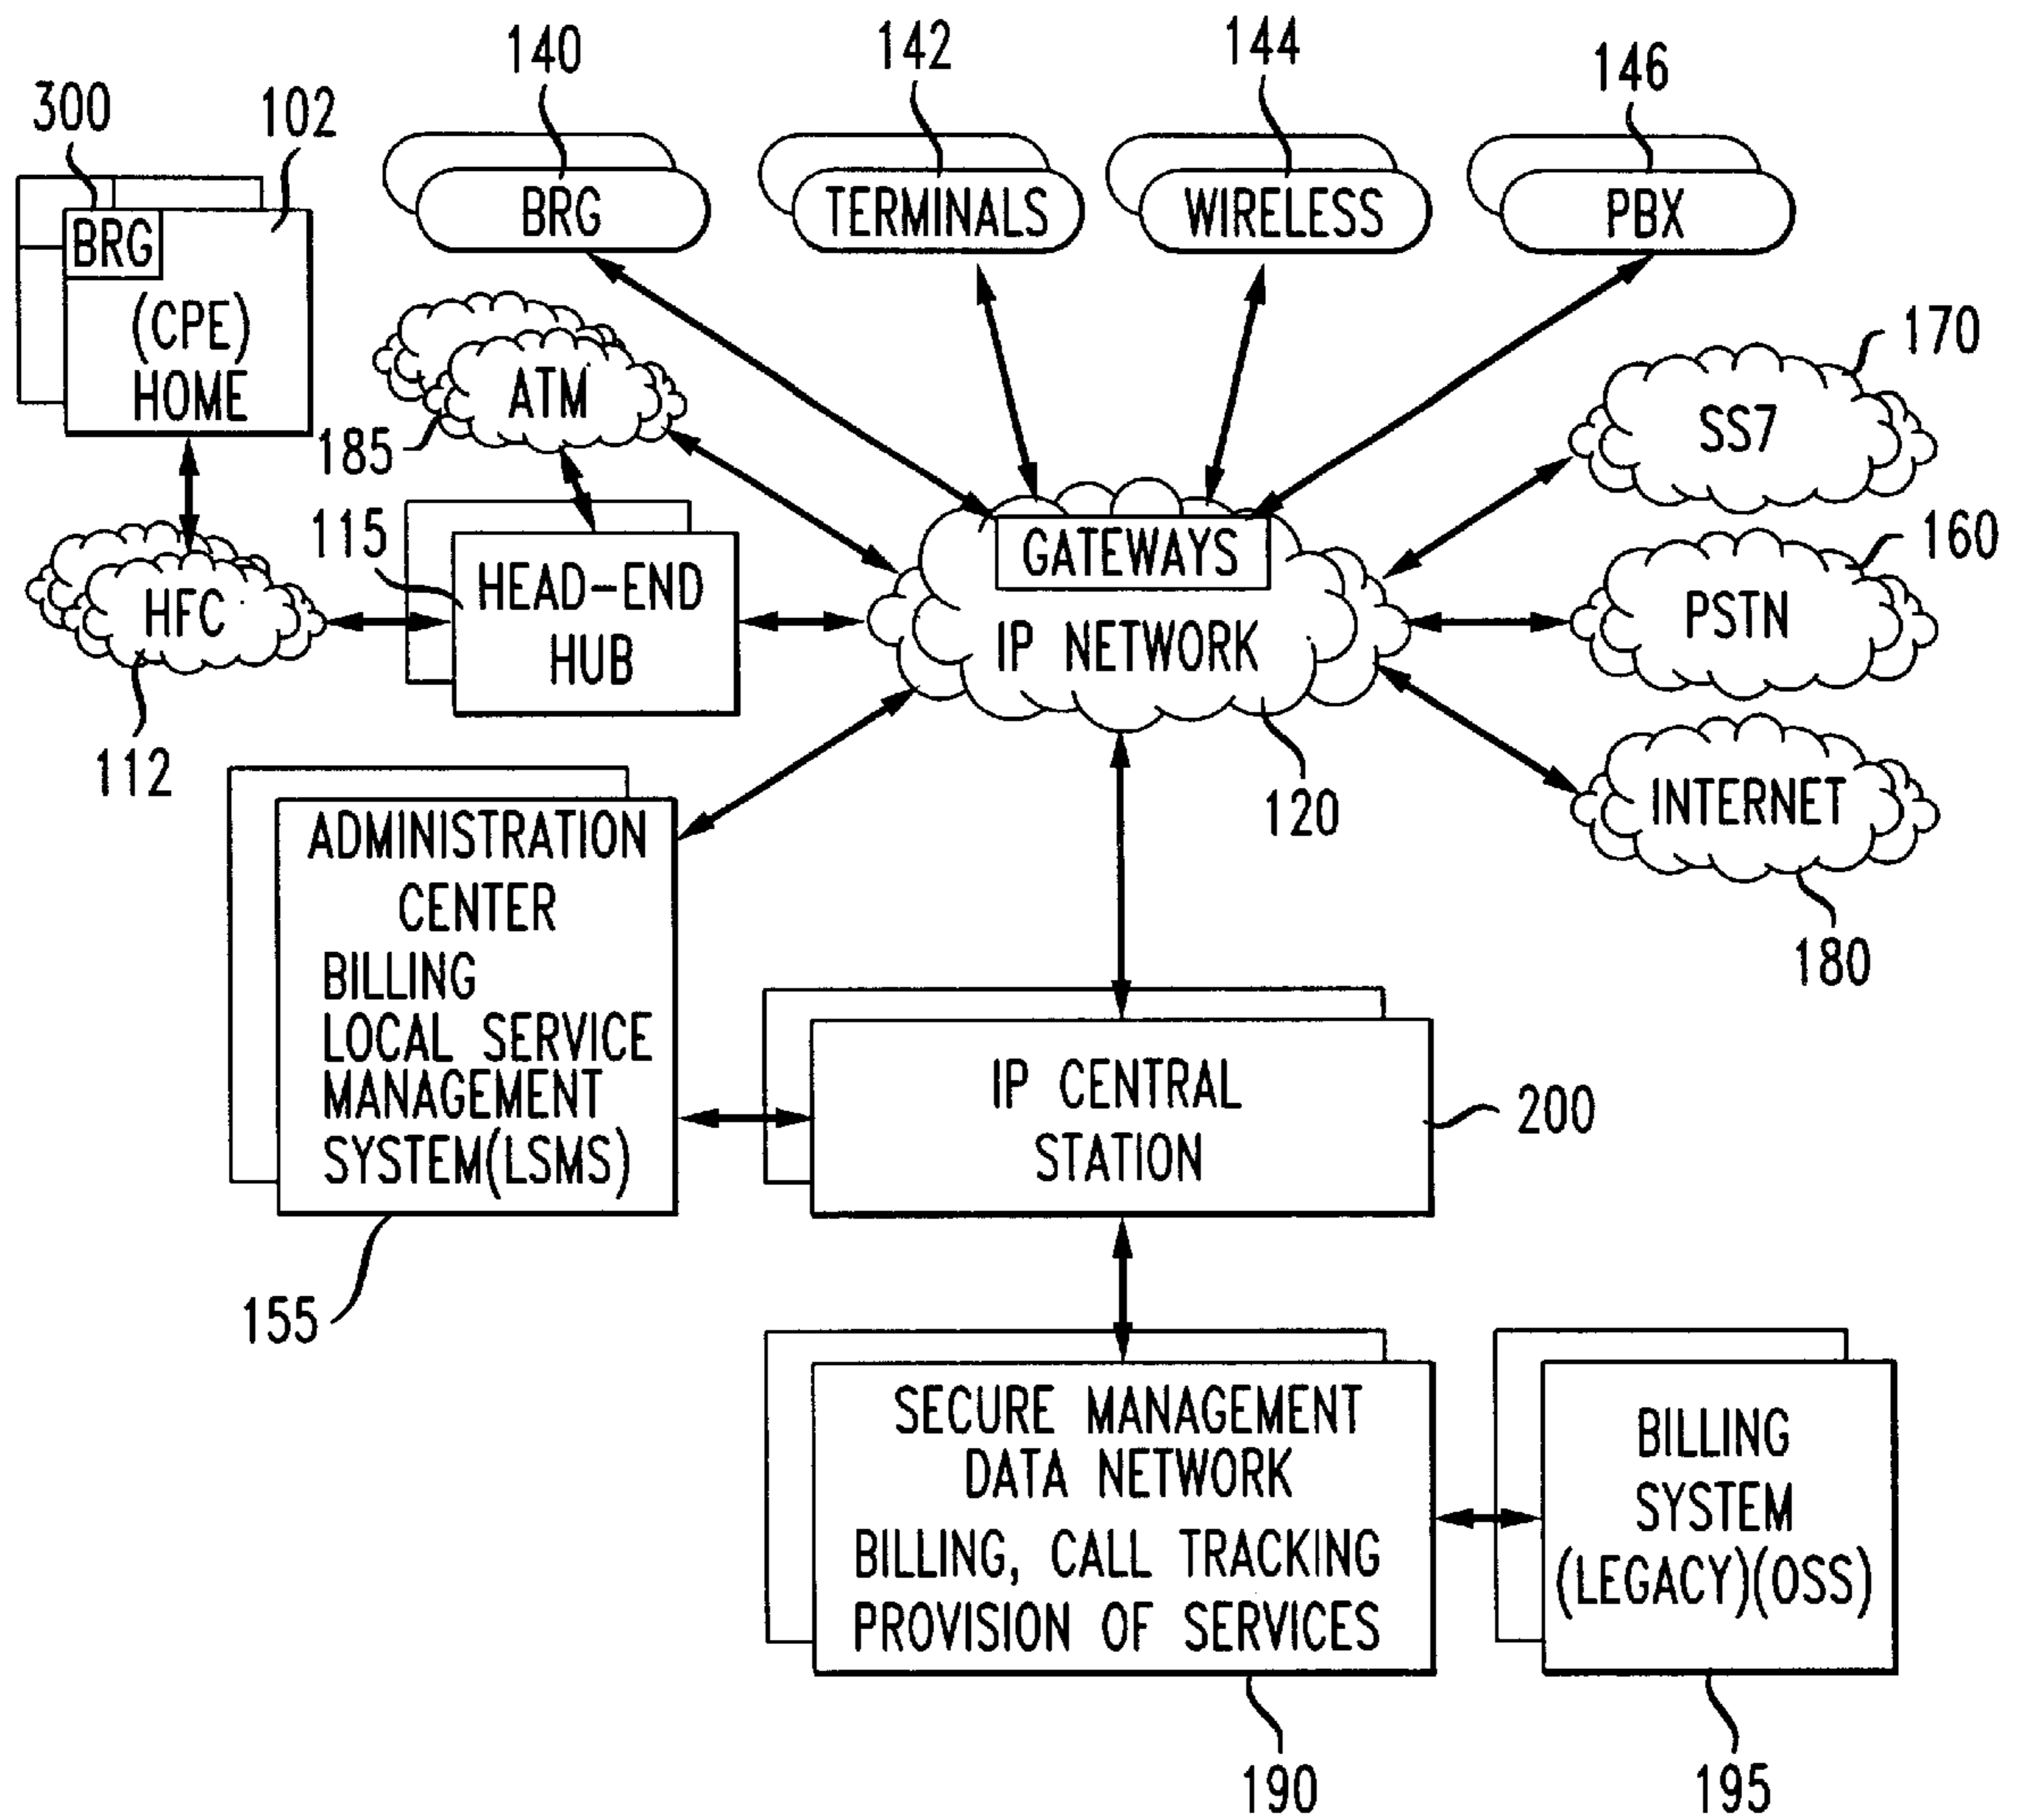 140
142
144
146
300
102
BRG
TERMINALS
WIRELESS
PBX
BRG
(CPE)
HOME
ATM
185
170
SS7
115
HEAD-END
HUB
GATEWAYS
IP NETWORK
160
PSTN
HFC
112
120
INTERNET
180
ADMINISTRATION
CENTER
BILLING
LOCAL SERVICE
MANAGEMENT
SYSTEM(LSMS)
155
IP CENTRAL
STATION
200
SECURE MANAGEMENT
DATA NETWORK
BILLING, CALL TRACKING
PROVISION OF SERVICES
190
BILLING
SYSTEM
(LEGACY)(OSS)
195